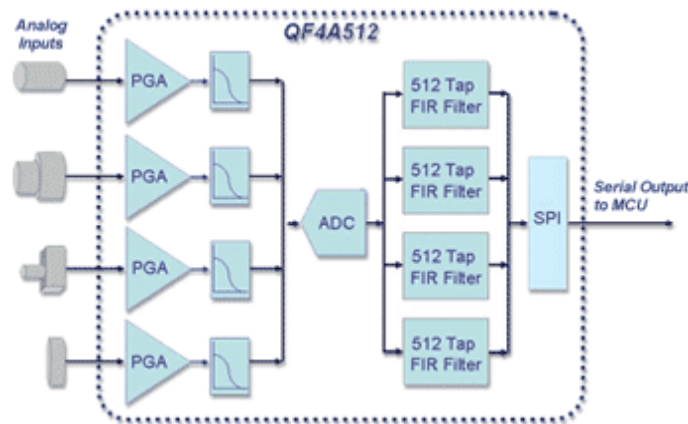 Analog
Inputs
QF4A512
PGA
PGA
PGA
PGA
ADC
512 Tap
FIR Filter
512 Tap
FIR Filter
512 Tap
FIR Filter
512 Tap
FIR Filter
SPI
Serial Output
to MCU